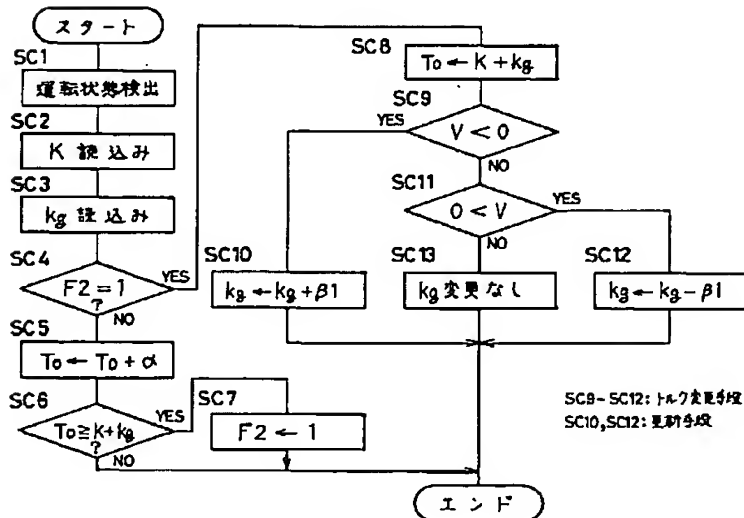 スタート
SC1
運転状態検出
SC2
K 読込み
SC3
kg 読込み
SC4
F2=1
?
YES
NO
SC5
To←To+α
SC6
To≧K+kg
?
YES
NO
SC7
F2←1
SC8
To←K+kg
SC9
V<0
YES
NO
SC11
0<V
YES
NO
SC10
kg←kg+β1
SC13
kg変更なし
SC12
kg←kg-β1
SC9~SC12:トルク変更手段
SC10,SC12:更新手段
エンド